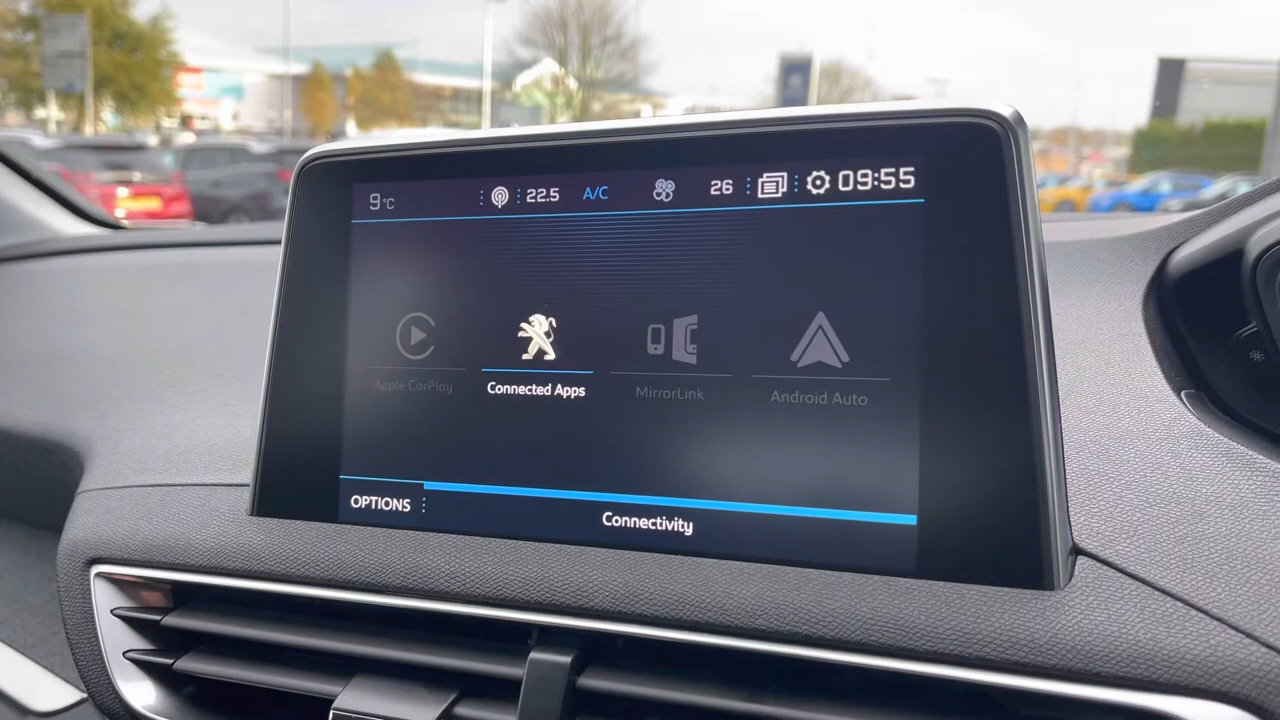 9°C 22.5 A/C 26 09:55
Apple CarPlay Connected Apps MirrorLink Android Auto
OPTIONS Connectivity